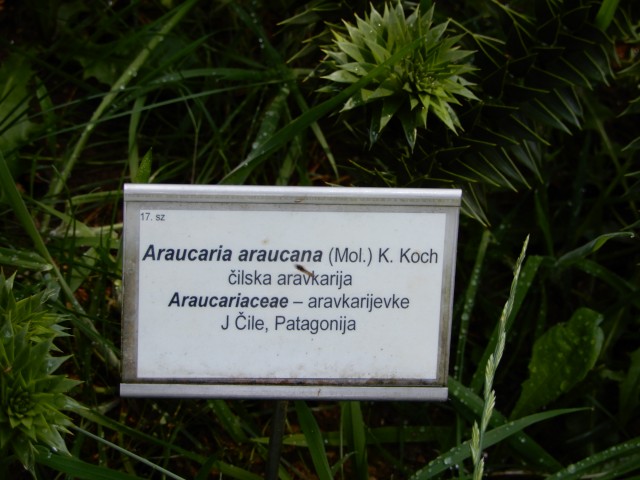 17. sz
Araucaria araucana (Mol.) K. Koch
čilska aravkarija
Araucariaceae – aravkarijevke
J Čile, Patagonija